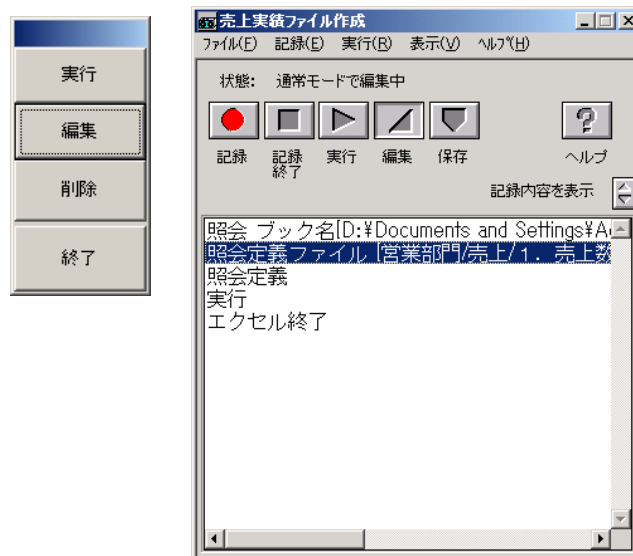 実行
編集
削除
終了
売上実績ファイル作成
ファイル(F) 記録(E) 実行(R) 表示(V) ヘルプ(H)
状態: 通常モードで編集中
記録 記録終了 実行 編集 保存 ヘルプ
記録内容を表示
照会 ブック名[D:¥Documents and Settings¥A
照会定義ファイル [営業部門/売上/１．売上数
照会定義
実行
エクセル終了